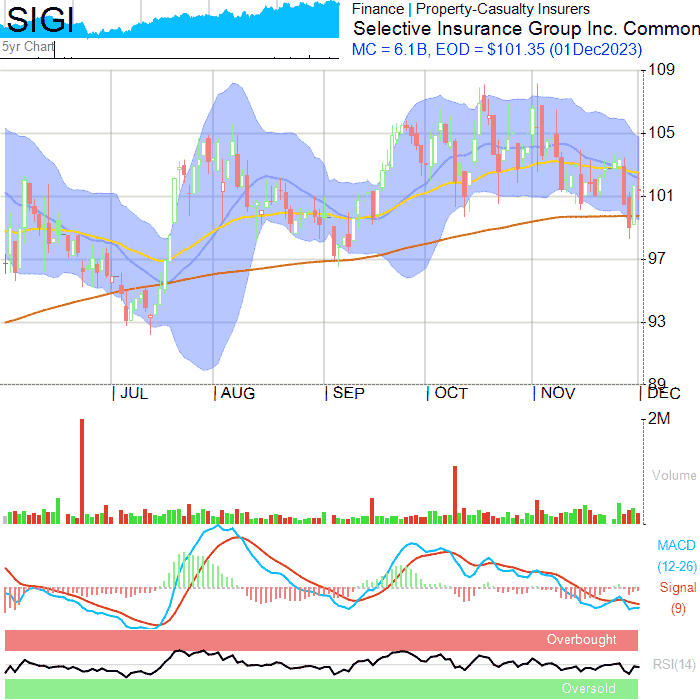 SIGI
5yr Chart
Finance | Property-Casualty Insurers
Selective Insurance Group Inc. Common
MC = 6.1B, EOD = $101.35 (01Dec2023)
109
105
101
97
93
89
JUL
AUG
SEP
OCT
NOV
DEC
2M
Volume
MACD
(12-26)
Signal
(9)
Overbought
RSI(14)
Oversold